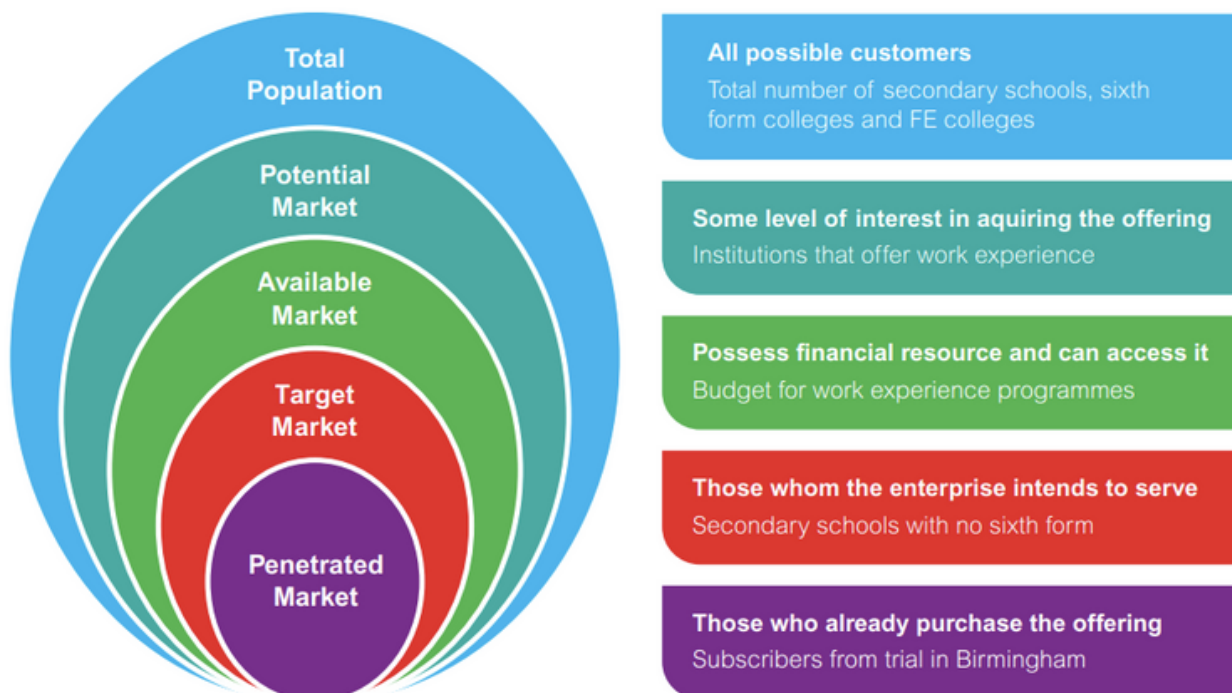 Total
Population
Potential
Market
Available
Market
Target
Market
Penetrated
Market
All possible customers
Total number of secondary schools, sixth
form colleges and FE colleges
Some level of interest in aquiring the offering
Institutions that offer work experience
Possess financial resource and can access it
Budget for work experience programmes
Those whom the enterprise intends to serve
Secondary schools with no sixth form
Those who already purchase the offering
Subscribers from trial in Birmingham